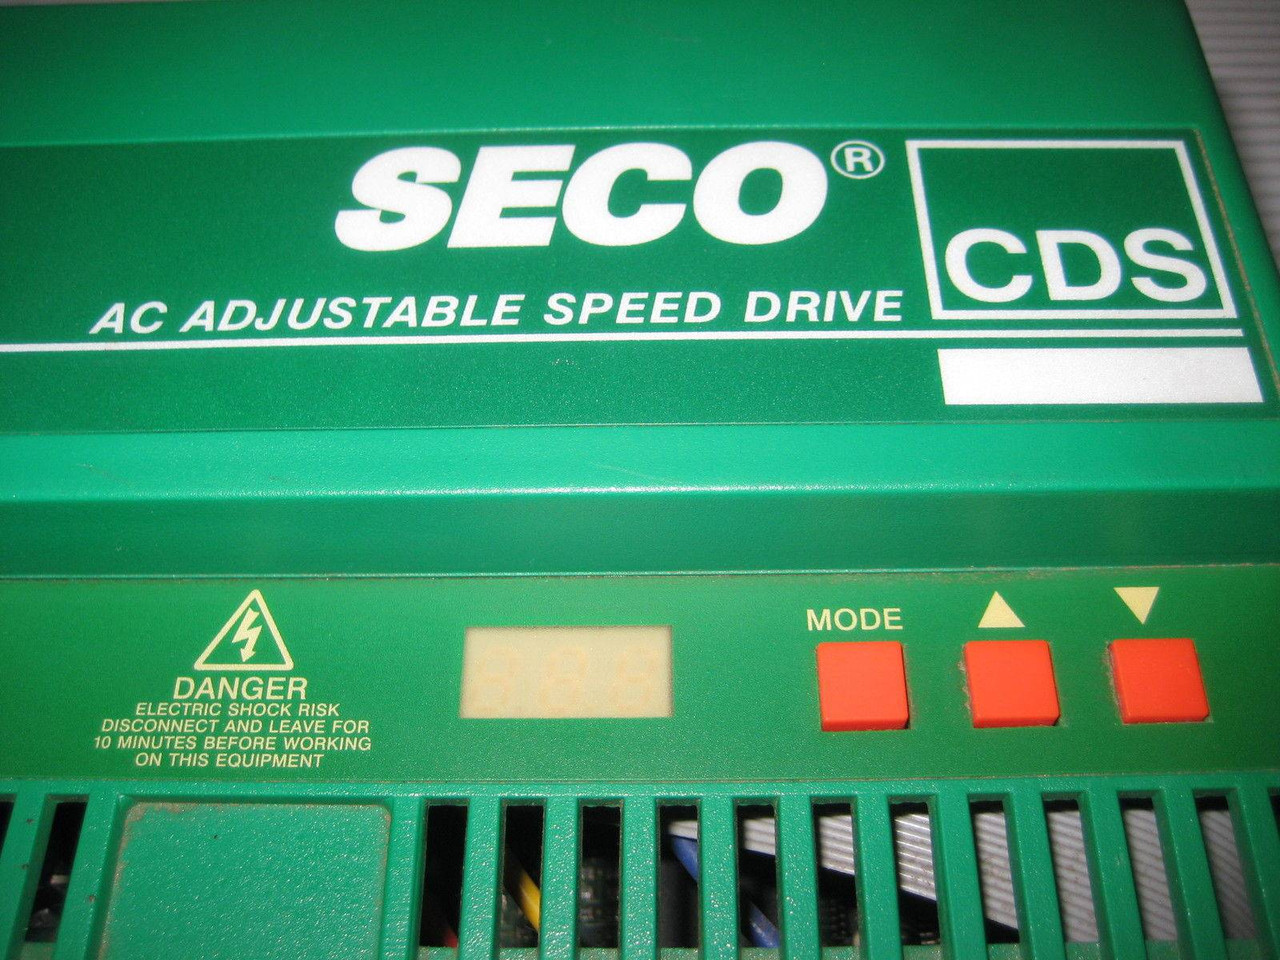 SECO®
CDS
AC ADJUSTABLE SPEED DRIVE
MODE
DANGER
ELECTRIC SHOCK RISK
DISCONNECT AND LEAVE FOR
10 MINUTES BEFORE WORKING
ON THIS EQUIPMENT